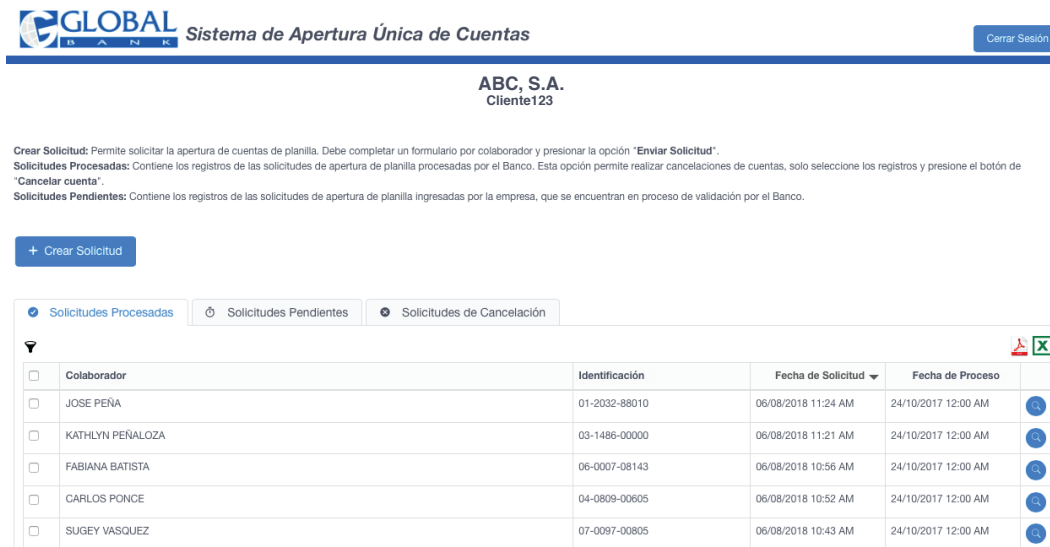 GLOBAL
BANK
Sistema de Apertura Única de Cuentas
Cerrar Sesión
ABC, S.A.
Cliente123
Crear Solicitud: Permite solicitar la apertura de cuentas de planilla. Debe completar un formulario por colaborador y presionar la opción "Enviar Solicitud".
Solicitudes Procesadas: Contiene los registros de las solicitudes de apertura de planilla procesadas por el Banco. Esta opción permite realizar cancelaciones de cuentas, solo seleccione los registros y presione el botón de
"Cancelar cuenta".
Solicitudes Pendientes: Contiene los registros de las solicitudes de apertura de planilla ingresadas por la empresa, que se encuentran en proceso de validación por el Banco.
+ Crear Solicitud
Solicitudes Procesadas Solicitudes Pendientes Solicitudes de Cancelación
Colaborador Identificación Fecha de Solicitud Fecha de Proceso
JOSE PEÑA 01-2032-88010 06/08/2018 11:24 AM 24/10/2017 12:00 AM
KATHLYN PEÑALOZA 03-1486-00000 06/08/2018 11:21 AM 24/10/2017 12:00 AM
FABIANA BATISTA 06-0007-08143 06/08/2018 10:56 AM 24/10/2017 12:00 AM
CARLOS PONCE 04-0809-00605 06/08/2018 10:52 AM 24/10/2017 12:00 AM
SUGEY VASQUEZ 07-0097-00805 06/08/2018 10:43 AM 24/10/2017 12:00 AM